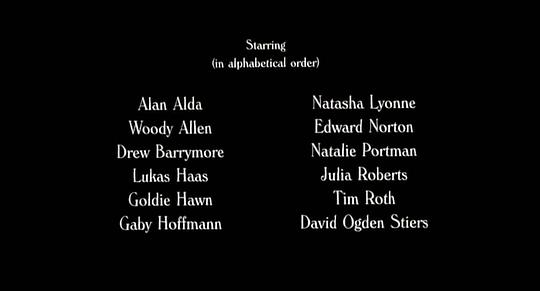 Starring
(in alphabetical order)
Alan Alda
Woody Allen
Drew Barrymore
Lukas Haas
Goldie Hawn
Gaby Hoffmann
Natasha Lyonne
Edward Norton
Natalie Portman
Julia Roberts
Tim Roth
David Ogden Stiers